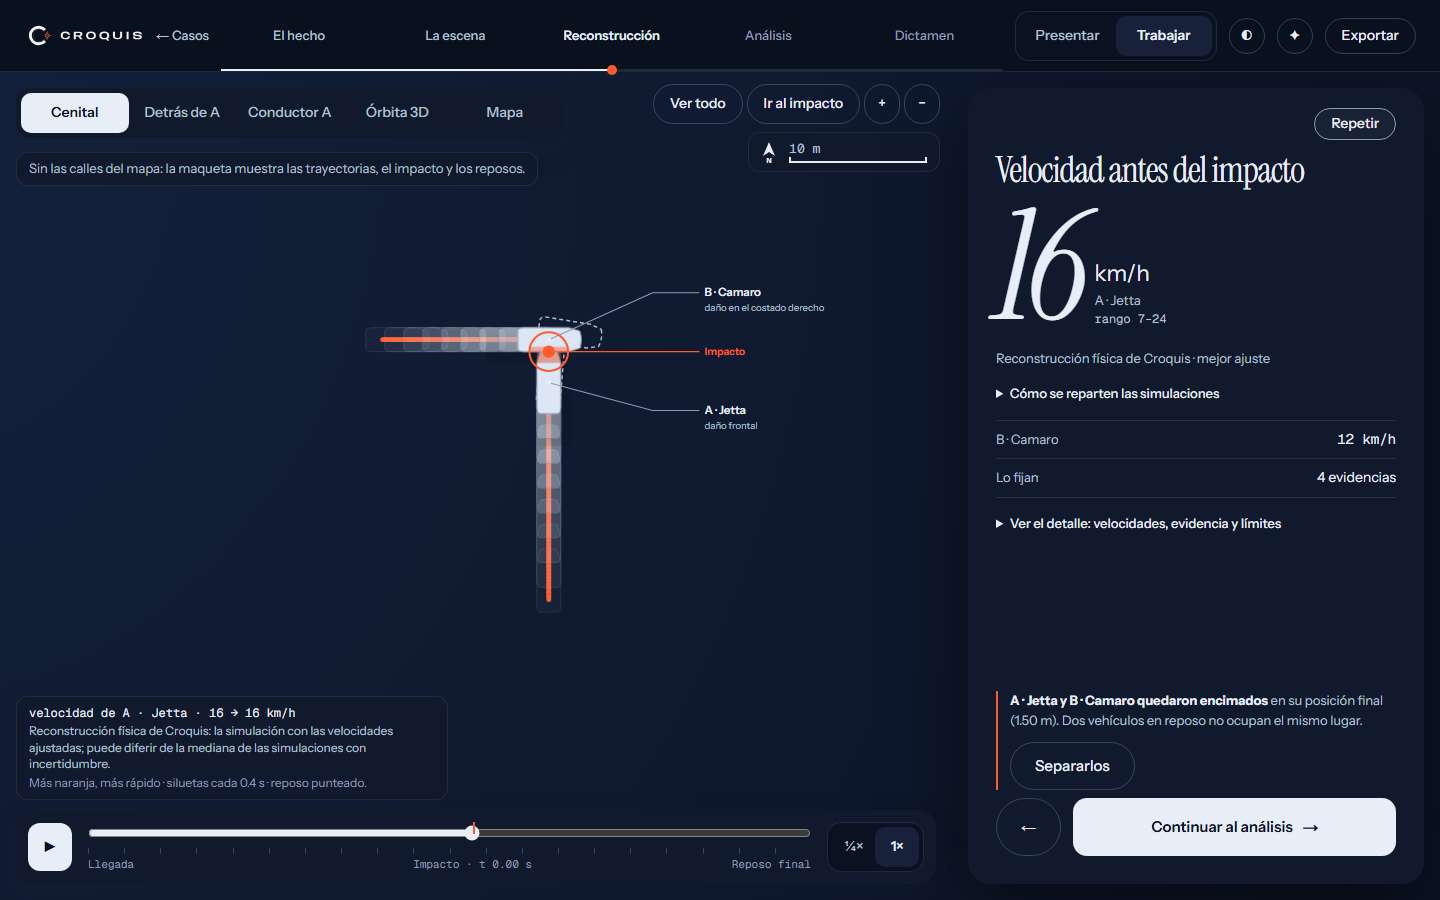 CROQUIS
← Casos
El hecho
La escena
Reconstrucción
Análisis
Dictamen
Presentar
Trabajar
Exportar
Cenital
Detrás de A
Conductor A
Órbita 3D
Mapa
Ver todo
Ir al impacto
+
−
N
10 m
Sin las calles del mapa: la maqueta muestra las trayectorias, el impacto y los reposos.
B · Camaro
daño en el costado derecho
Impacto
A · Jetta
daño frontal
velocidad de A · Jetta · 16 → 16 km/h
Reconstrucción física de Croquis: la simulación con las velocidades
ajustadas; puede diferir de la mediana de las simulaciones con
incertidumbre.
Más naranja, más rápido · siluetas cada 0.4 s · reposo punteado.
Llegada
Impacto · t 0.00 s
Reposo final
¼×
1×
Repetir
Velocidad antes del impacto
16
km/h
A · Jetta
rango 7–24
Reconstrucción física de Croquis · mejor ajuste
Cómo se reparten las simulaciones
B · Camaro
12 km/h
Lo fijan
4 evidencias
Ver el detalle: velocidades, evidencia y límites
A · Jetta y B · Camaro quedaron encimados en su posición final
(1.50 m). Dos vehículos en reposo no ocupan el mismo lugar.
Separarlos
←
Continuar al análisis →